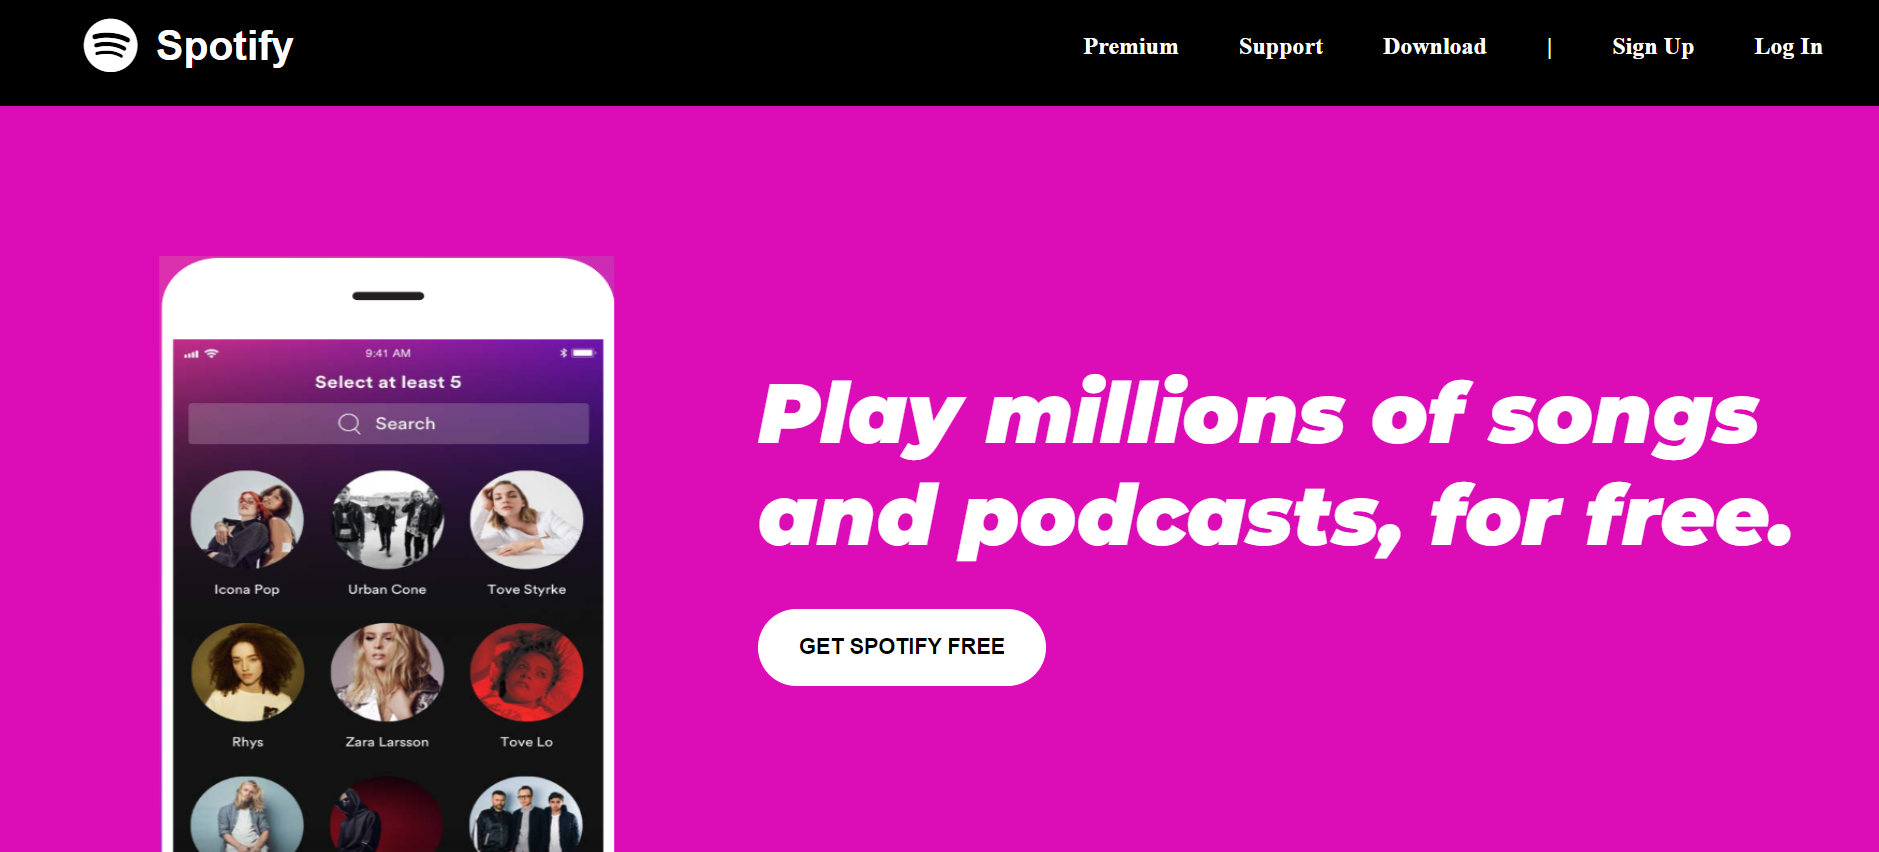 Spotify
Premium Support Download | Sign Up Log In
9:41 AM
Select at least 5
Search
Icona Pop Urban Cone Tove Styrke
Rhys Zara Larsson Tove Lo
Play millions of songs
and podcasts, for free.
GET SPOTIFY FREE